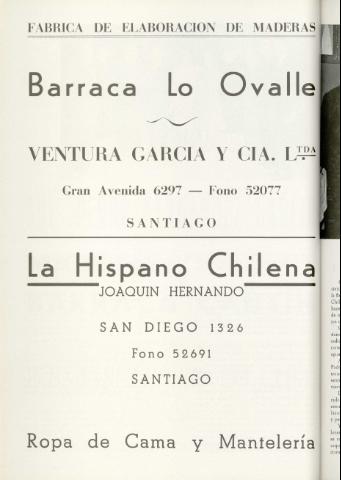 FABRICA DE ELABORACION DE MADERAS
Barraca Lo Ovalle
VENTURA GARCIA Y CIA. L.TDA
Gran Avenida 6297 — Fono 52077
SANTIAGO
La Hispano Chilena
JOAQUIN HERNANDO
SAN DIEGO 1326
Fono 52691
SANTIAGO
Ropa de Cama y Mantelería